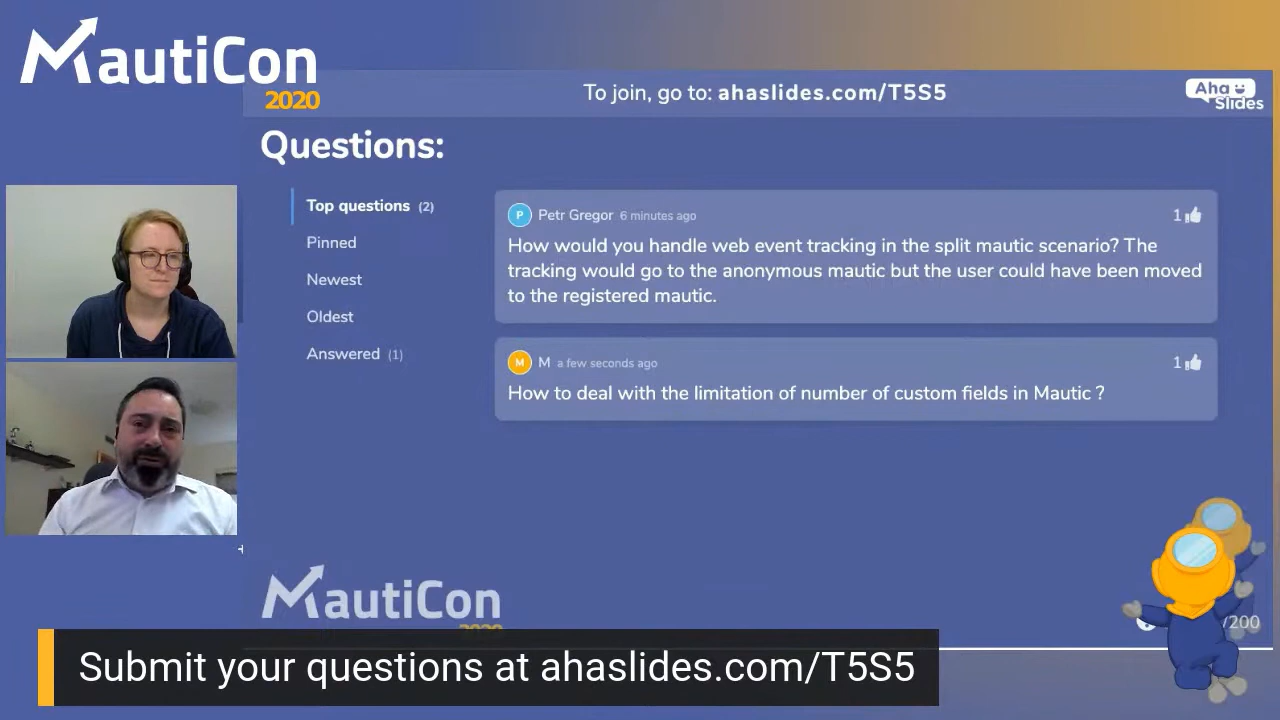 MautiCon
2020
To join, go to: ahaslides.com/T5S5
Aha
Slides
Questions:
Top questions (2)
Pinned
Newest
Oldest
Answered (1)
P Petr Gregor 6 minutes ago 1
How would you handle web event tracking in the split mautic scenario? The
tracking would go to the anonymous mautic but the user could have been moved
to the registered mautic.
M M a few seconds ago 1
How to deal with the limitation of number of custom fields in Mautic ?
MautiCon
2020
/200
Submit your questions at ahaslides.com/T5S5